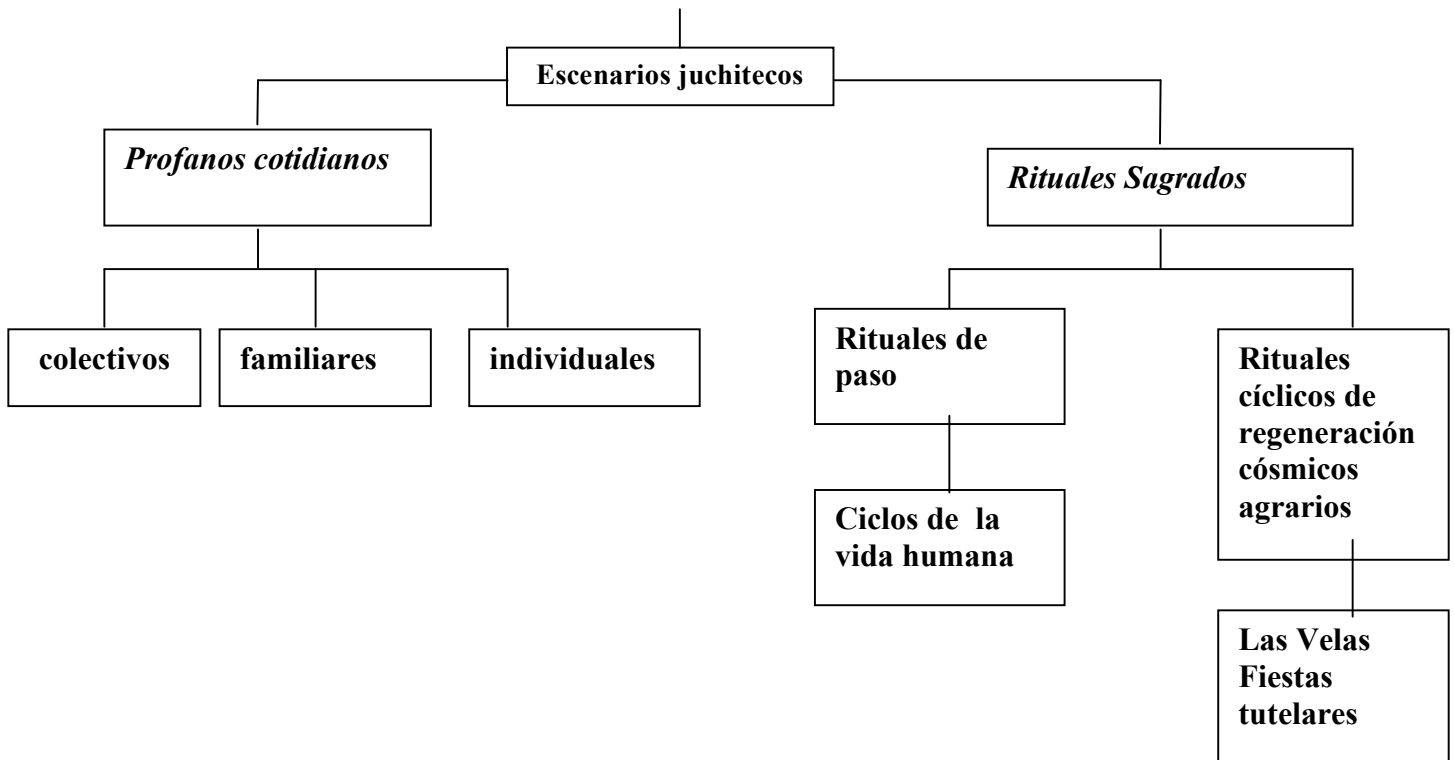 Escenarios juchitecos
Profanos cotidianos
Rituales Sagrados
colectivos
familiares
individuales
Rituales de
paso
Rituales
cíclicos de
regeneración
cósmicos
agrarios
Ciclos de la
vida humana
Las Velas
Fiestas
tutelares